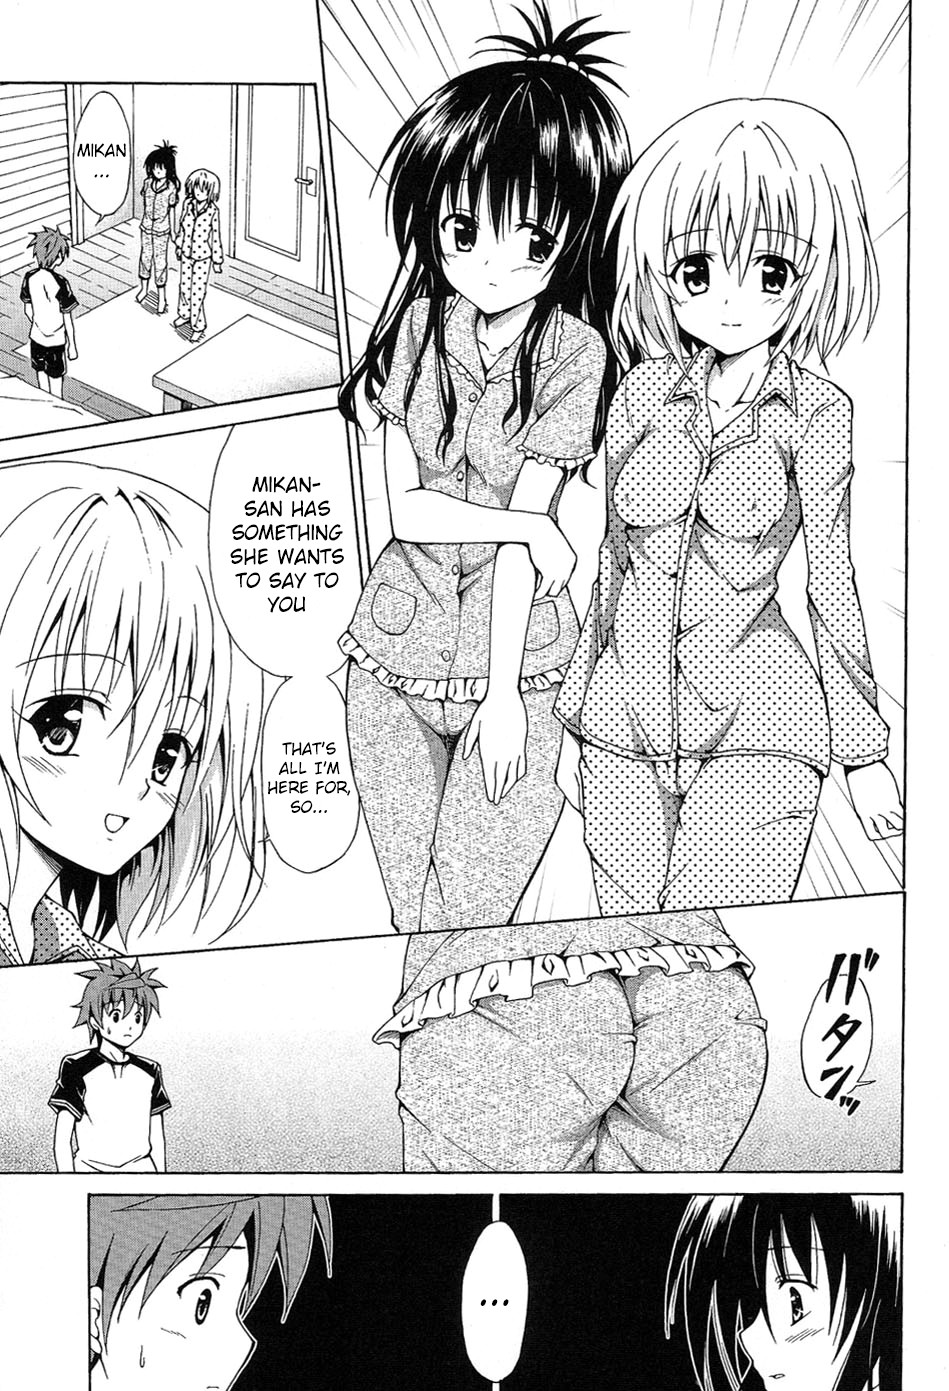 MIKAN
...
MIKAN-
SAN HAS
SOMETHING
SHE WANTS
TO SAY TO
YOU
THAT'S
ALL I'M
HERE FOR,
SO...
バタンッ
...